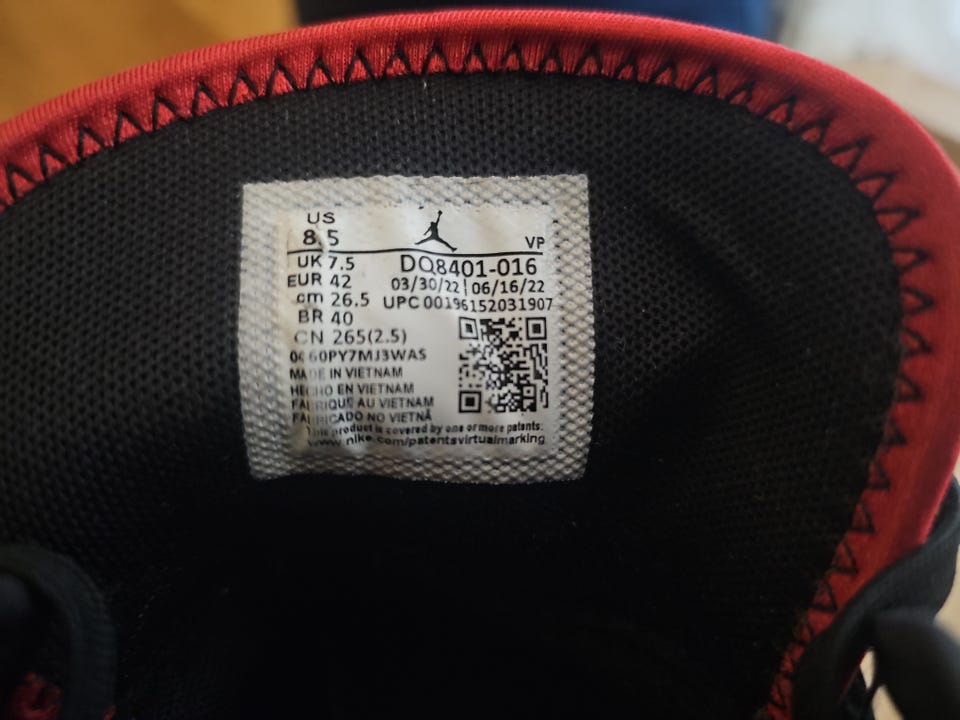 US
8.5
VP
UK 7.5
DQ8401-016
EUR 42
03/30/22 | 06/16/22
cm 26.5
UPC 00196152031907
BR 40
CN 265(2.5)
MADE IN VIETNAM
HECHO EN VIETNAM
FABRIQUÉ AU VIETNAM
FABRICADO NO VIETNÃ
This product is covered by one or more patents:
www.nike.com/patentsvirtualmarking